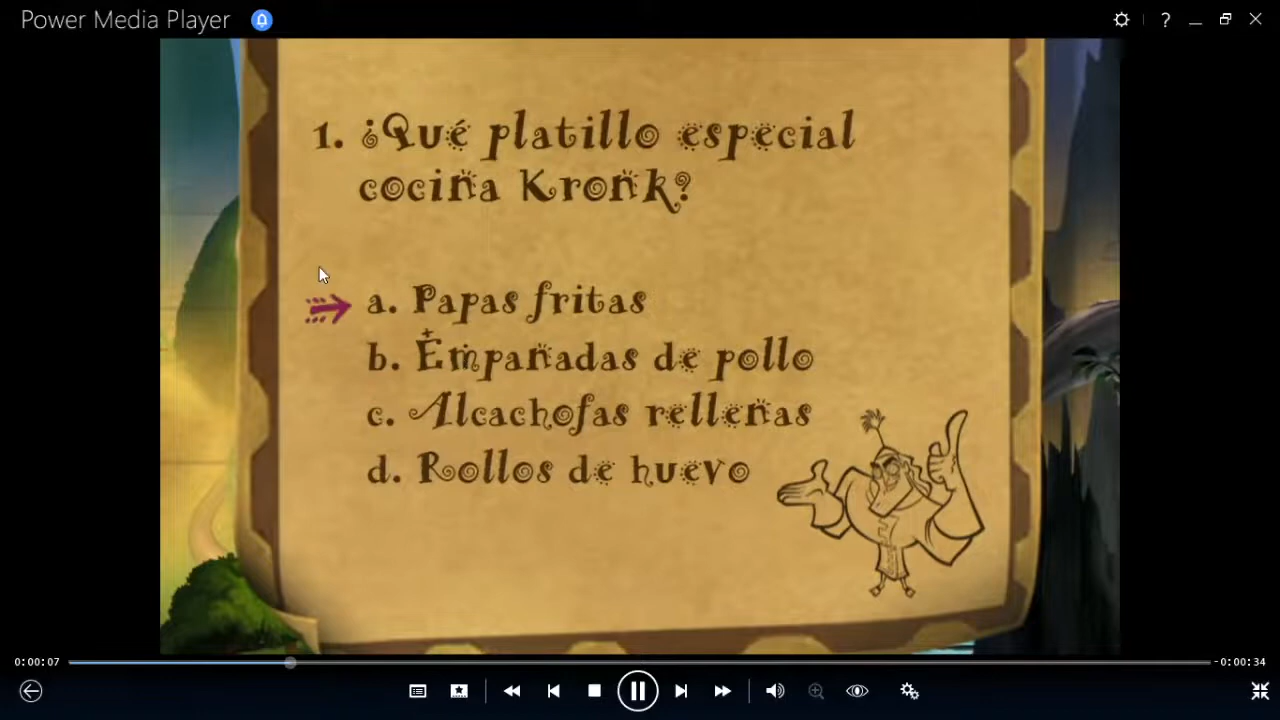 Power Media Player
?
1. ¿Qué platillo especial
cocina Kronk?
a. Papas fritas
b. Empanadas de pollo
c. Alcachofas rellenas
d. Rollos de huevo
0:00:07
-0:00:34